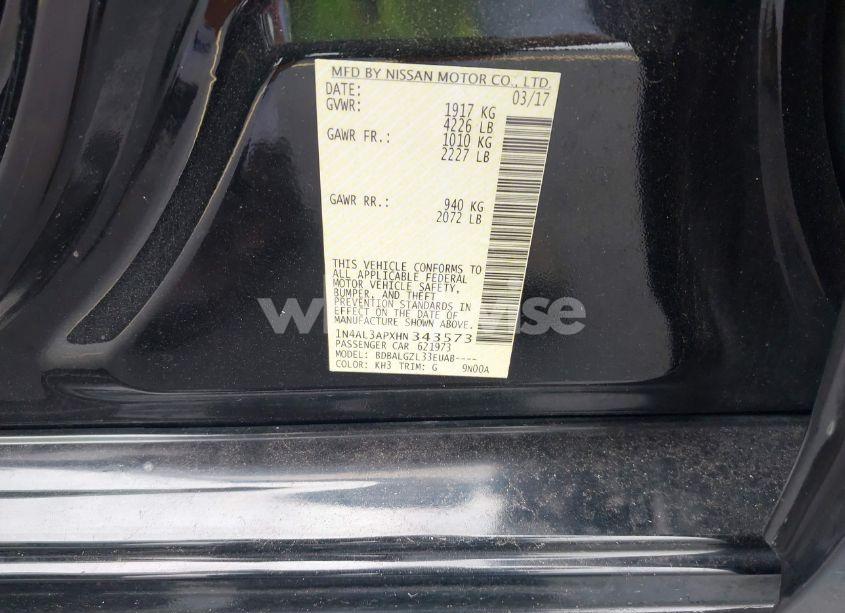 MFD BY NISSAN MOTOR CO., LTD.
DATE: 03/17
GVWR: 1917 KG
4226 LB
GAWR FR.: 1010 KG
2227 LB
GAWR RR.: 940 KG
2072 LB
THIS VEHICLE CONFORMS TO
ALL APPLICABLE FEDERAL
MOTOR VEHICLE SAFETY,
BUMPER, AND THEFT
PREVENTION STANDARDS IN
EFFECT ON THE DATE OF
MANUFACTURE SHOWN ABOVE.
1N4AL3APXHN343573
PASSENGER CAR 621973
MODEL: BDBALGZL33EUAB----
COLOR: KH3 TRIM: G 9N00A